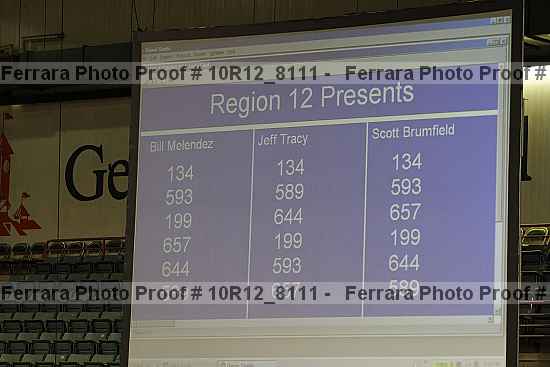 Ferrara Photo Proof # 10R12_8111 - Ferrara Photo Proof #
Region 12 Presents
Bill Melendez Jeff Tracy Scott Brumfield
134 134 134
593 589 593
199 644 657
657 199 199
644 593 644
589
Ferrara Photo Proof # 10R12_8111 - Ferrara Photo Proof #
Ge